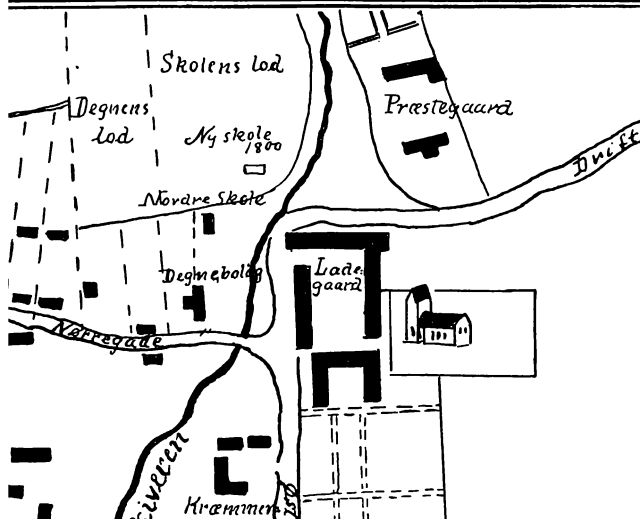 Skolens lod
Degnens
lod
Præstegaard
Ny skole
1800
Drift
Nordre Skole
Degnebolig
Lade-
gaard
Nørregade
Kræmmer-